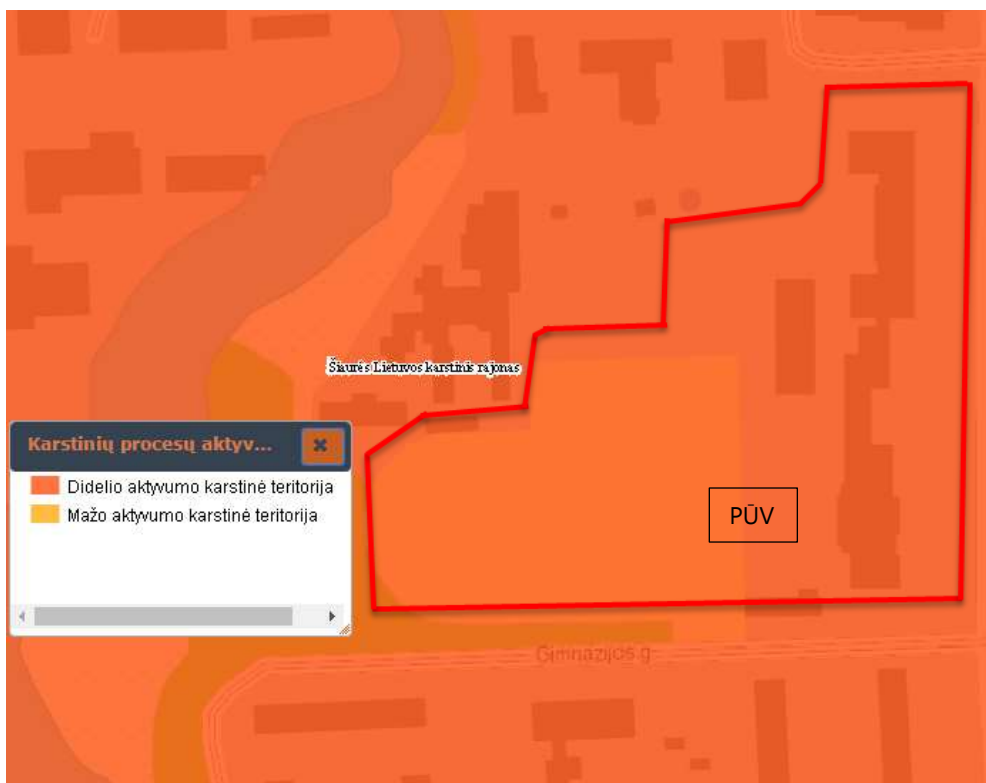 Šiaurės Lietuvos karstinis rajonas
Karstinių procesų aktyv...
Didelio aktyvumo karstinė teritorija
Mažo aktyvumo karstinė teritorija
PŪV
Gimnazijos g.